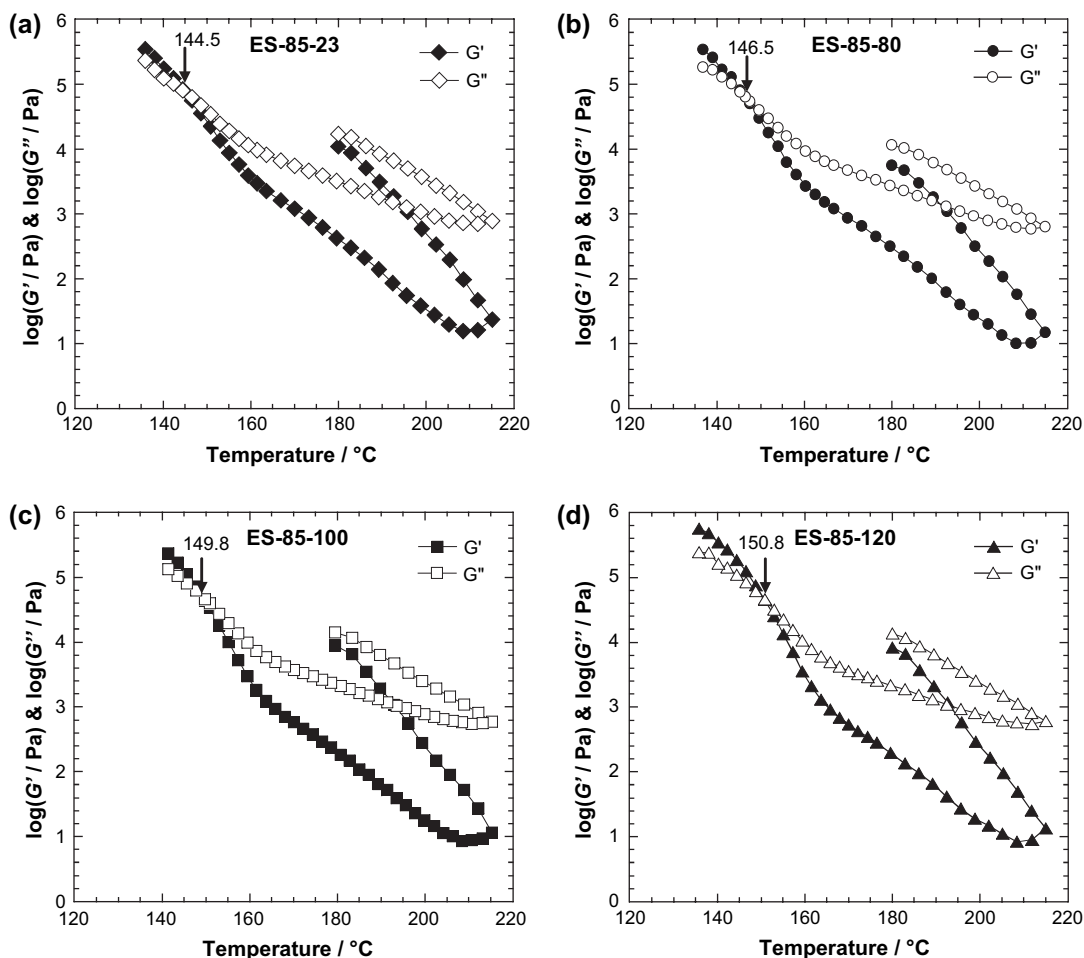 (a)
144.5
ES-85-23
G'
G"
log(G' / Pa) & log(G" / Pa)
6
5
4
3
2
1
0
120 140 160 180 200 220
Temperature / °C
(b)
146.5
ES-85-80
G'
G"
log(G' / Pa) & log(G" / Pa)
6
5
4
3
2
1
0
120 140 160 180 200 220
Temperature / °C
(c)
149.8
ES-85-100
G'
G"
log(G' / Pa) & log(G" / Pa)
6
5
4
3
2
1
0
120 140 160 180 200 220
Temperature / °C
(d)
150.8
ES-85-120
G'
G"
log(G' / Pa) & log(G" / Pa)
6
5
4
3
2
1
0
120 140 160 180 200 220
Temperature / °C